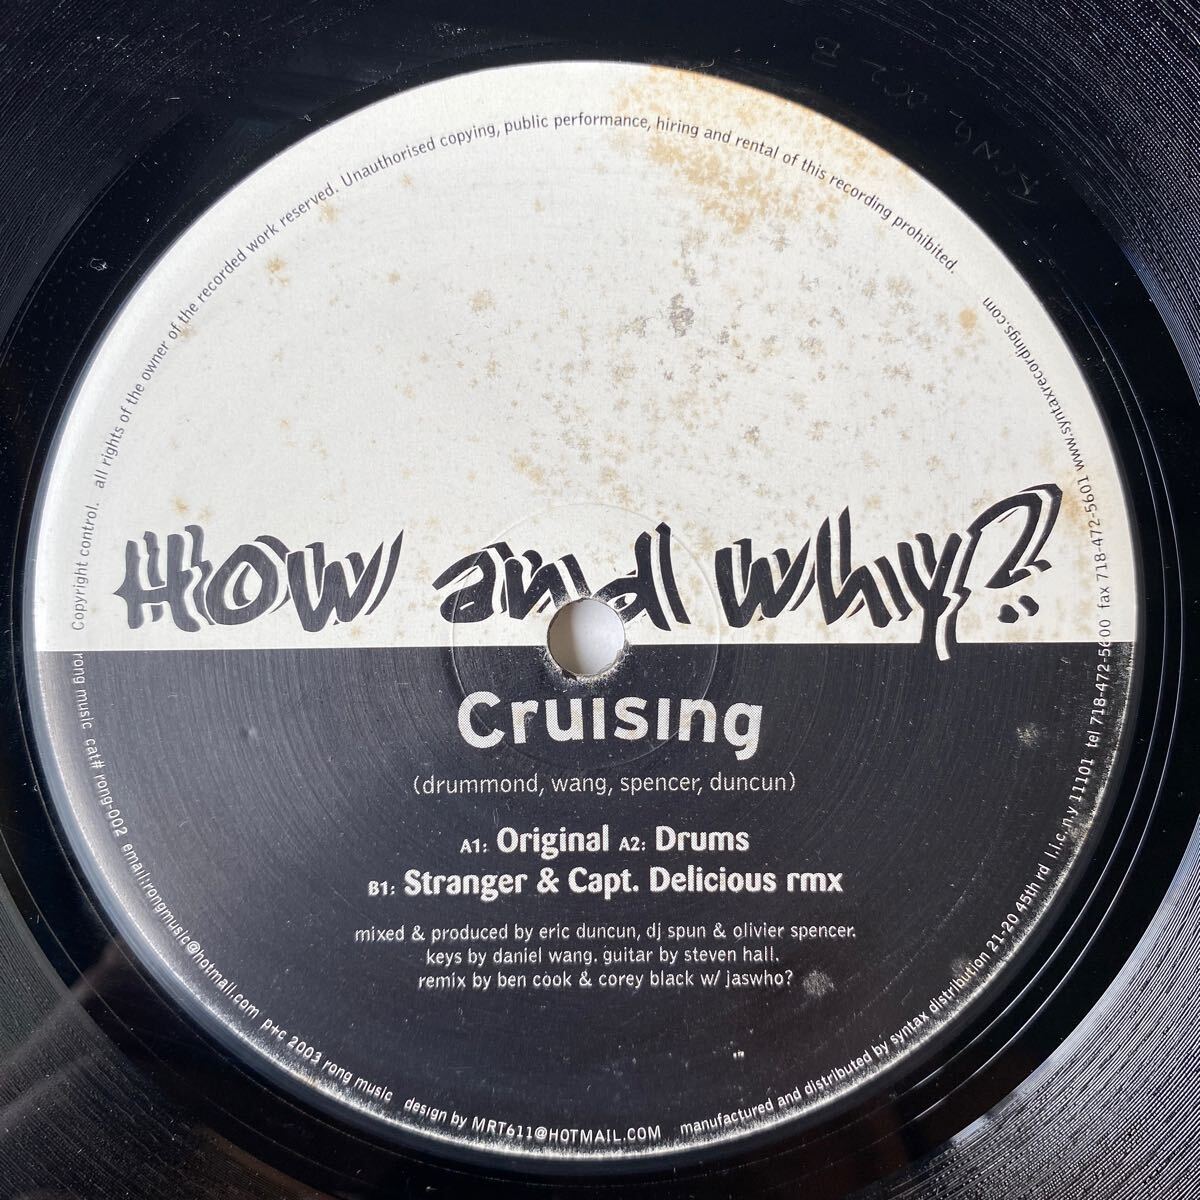 Copyright control. all rights of the owner of the recorded work reserved. Unauthorised copying, public performance, hiring and rental of this recording prohibited.
How and why?
Cruising
(drummond, wang, spencer, duncun)
A1: Original A2: Drums
B1: Stranger & Capt. Delicious rmx
mixed & produced by eric duncun, dj spun & olivier spencer.
keys by daniel wang. guitar by steven hall.
remix by ben cook & corey black w/ jaswho?
rong music cat# rong-002 email:rongmusic@hotmail.com p+c 2003 rong music design by MRT611@HOTMAIL.COM manufactured and distributed by syntax distribution 21-20 45th rd l.i.c. n.y 11101 tel 718-472-5600 fax 718-472-5601 www.syntaxrecordings.com